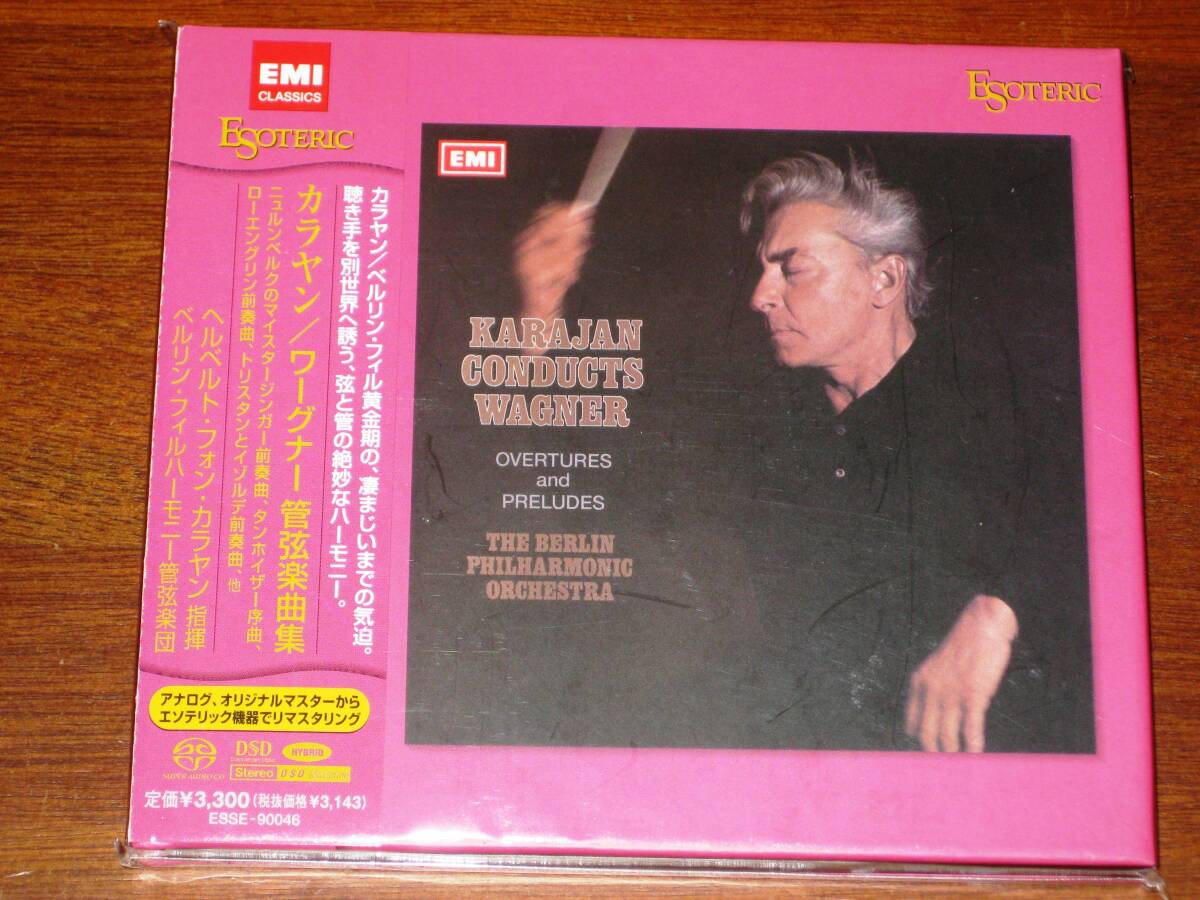 EMI
CLASSICS
ESOTERIC
カラヤン/ベルリン・フィル黄金期の、凄まじいまでの気迫。
聴き手を別世界へ誘う、弦と管の絶妙なハーモニー。
カラヤン/ワーグナー 管弦楽曲集
ニュルンベルクのマイスタージンガー前奏曲、タンホイザー序曲、
ローエングリン前奏曲、トリスタンとイゾルデ前奏曲、他
ヘルベルト・フォン・カラヤン 指揮
ベルリン・フィルハーモニー管弦楽団
アナログ、オリジナルマスターから
エソテリック機器でリマスタリング
SUPER AUDIO CD
DSD
Direct Stream Digital
HYBRID
Stereo
DSD
定価¥3,300(税抜価格¥3,143)
ESSE-90046
ESOTERIC
EMI
KARAJAN
CONDUCTS
WAGNER
OVERTURES
and
PRELUDES
THE BERLIN
PHILHARMONIC
ORCHESTRA